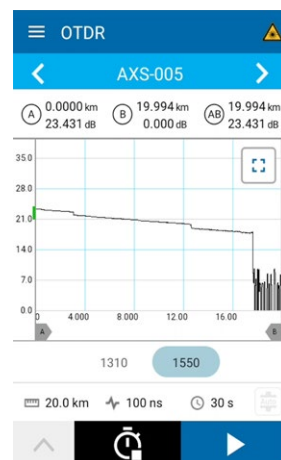 OTDR
AXS-005
A 0.0000 km B 19.994 km AB 19.994 km
23.431 dB 0.000 dB 23.431 dB
35.0
28.0
21.0
14.0
7.0
0.0
0 4.000 8.000 12.00 16.00
A B
1310 1550
20.0 km 100 ns 30 s